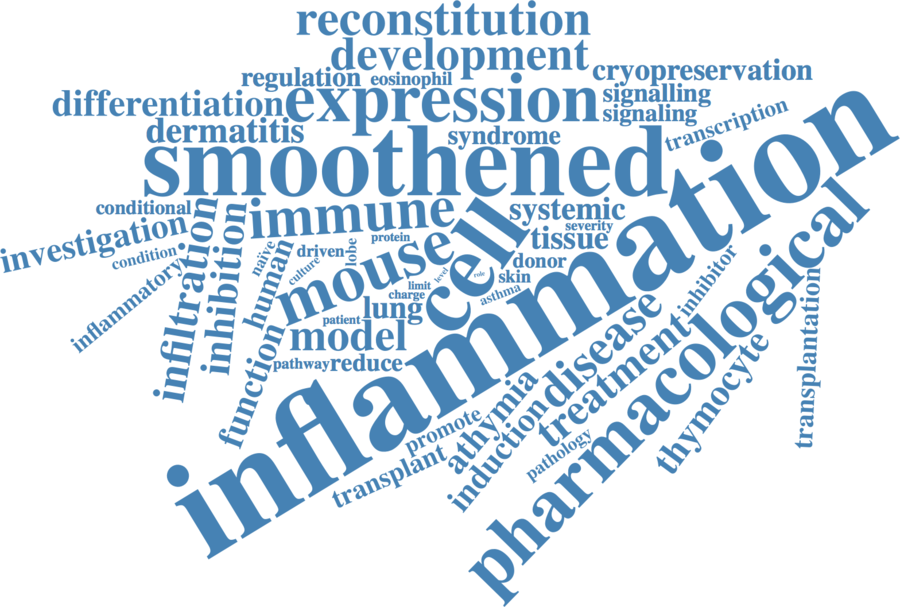 reconstitution
development
regulation
eosinophil
cryopreservation
differentiation
expression
signalling
signaling
dermatitis
syndrome
transcription
smoothened
inflammation
conditional
immune
cell
systemic
severity
investigation
infiltration
inhibition
human
naïve
driven
lobe
protein
tissue
condition
culture
mouse
level
role
donor
skin
inflammatory
limit
charge
asthma
lung
patient
model
function
pathway
reduce
disease
inhibitor
pharmacological
treatment
transplantation
thymocyte
athymia
induction
promote
transplant
pathology